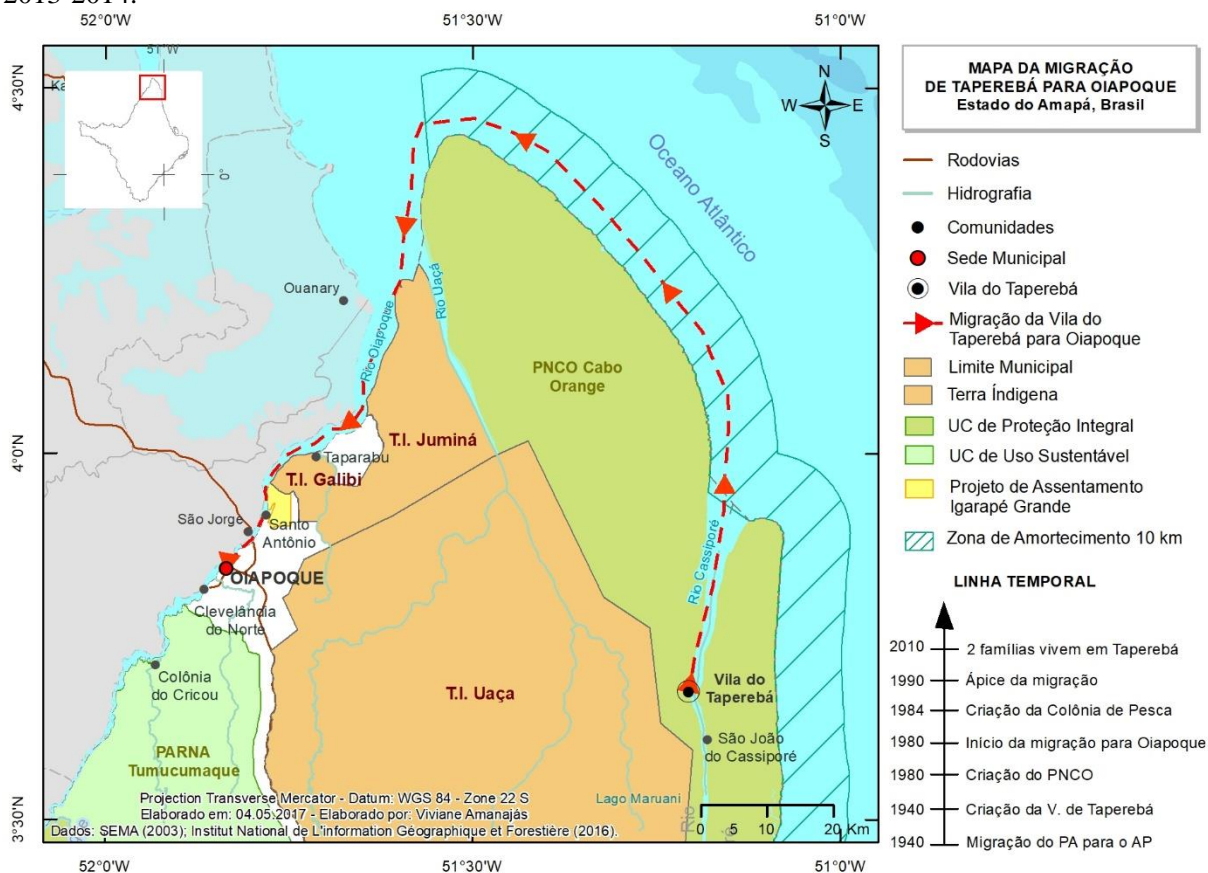 2013-2014.
52°0'W
51°30'W
51°0'W
51°W
0°
4°30'N
4°0'N
3°30'N
N
W E
S
Oceano Atlântico
Ouanary
Rio Oiapoque
Rio Uaçá
PNCO Cabo
Orange
T.I. Juminá
Taparabu
T.I. Galibi
São Jorge
Santo
Antônio
OIAPOQUE
Clevelândia
do Norte
Colônia
do Cricou
PARNA
Tumucumaque
T.I. Uaça
Rio Cassiporé
Vila do
Taperebá
São João
do Cassiporé
Lago Maruani
Rio
Projection Transverse Mercator - Datum: WGS 84 - Zone 22 S
Elaborado em: 04.05.2017 - Elaborado por: Viviane Amanajás
Dados: SEMA (2003); Institut National de L'information Géographique et Forestière (2016).
0 5 10 20 Km
52°0'W
51°30'W
51°0'W
MAPA DA MIGRAÇÃO
DE TAPEREBÁ PARA OIAPOQUE
Estado do Amapá, Brasil
Rodovias
Hidrografia
Comunidades
Sede Municipal
Vila do Taperebá
Migração da Vila do
Taperebá para Oiapoque
Limite Municipal
Terra Índigena
UC de Proteção Integral
UC de Uso Sustentável
Projeto de Assentamento
Igarapé Grande
Zona de Amortecimento 10 km
LINHA TEMPORAL
2010 2 famílias vivem em Taperebá
1990 Ápice da migração
1984 Criação da Colônia de Pesca
1980 Início da migração para Oiapoque
1980 Criação do PNCO
1940 Criação da V. de Taperebá
1940 Migração do PA para o AP